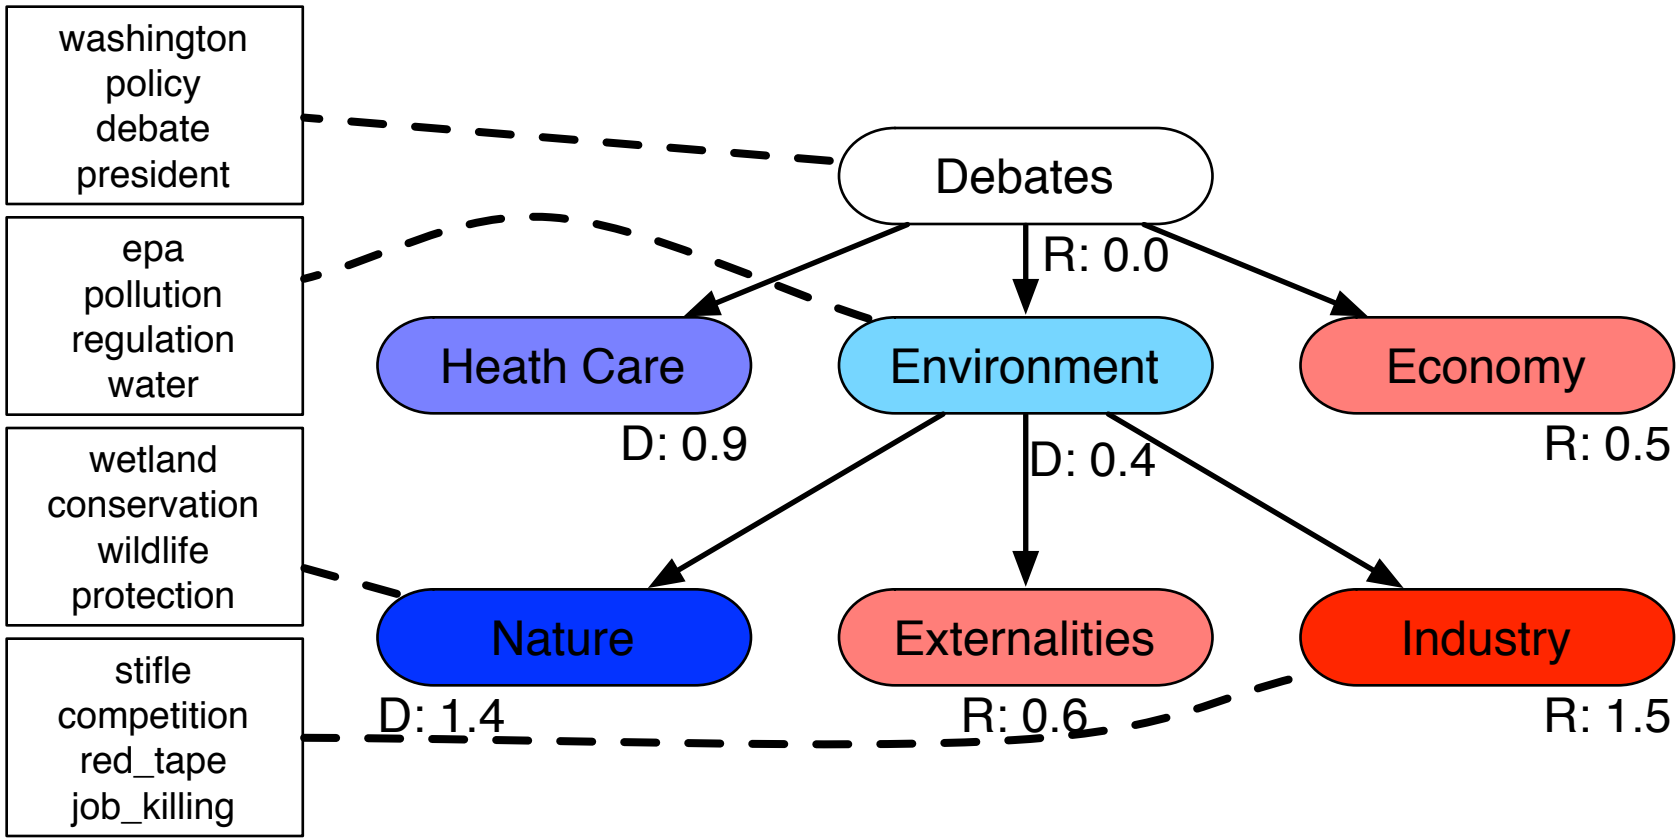 washington
policy
debate
president
epa
pollution
regulation
water
wetland
conservation
wildlife
protection
stifle
competition
red_tape
job_killing
Debates
R: 0.0
Heath Care
Environment
Economy
D: 0.9
D: 0.4
R: 0.5
Nature
Externalities
Industry
D: 1.4
R: 0.6
R: 1.5